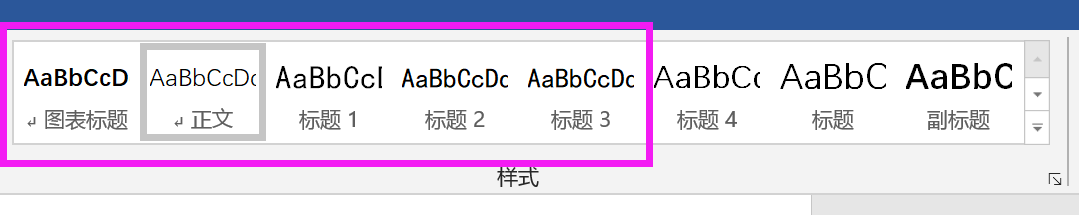 AaBbCcD AaBbCcDc AaBbCcI AaBbCcDc AaBbCcDc AaBbCc AaBbC AaBbC
↲ 图表标题 ↲ 正文 标题 1 标题 2 标题 3 标题 4 标题 副标题
样式